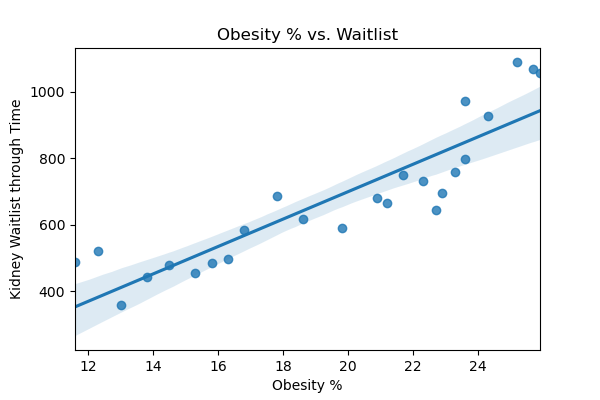 Obesity % vs. Waitlist
Kidney Waitlist through Time
1000
800
600
400
12 14 16 18 20 22 24
Obesity %